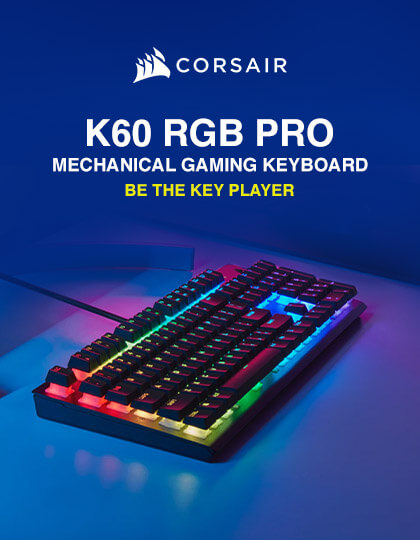 CORSAIR
K60 RGB PRO
MECHANICAL GAMING KEYBOARD
BE THE KEY PLAYER